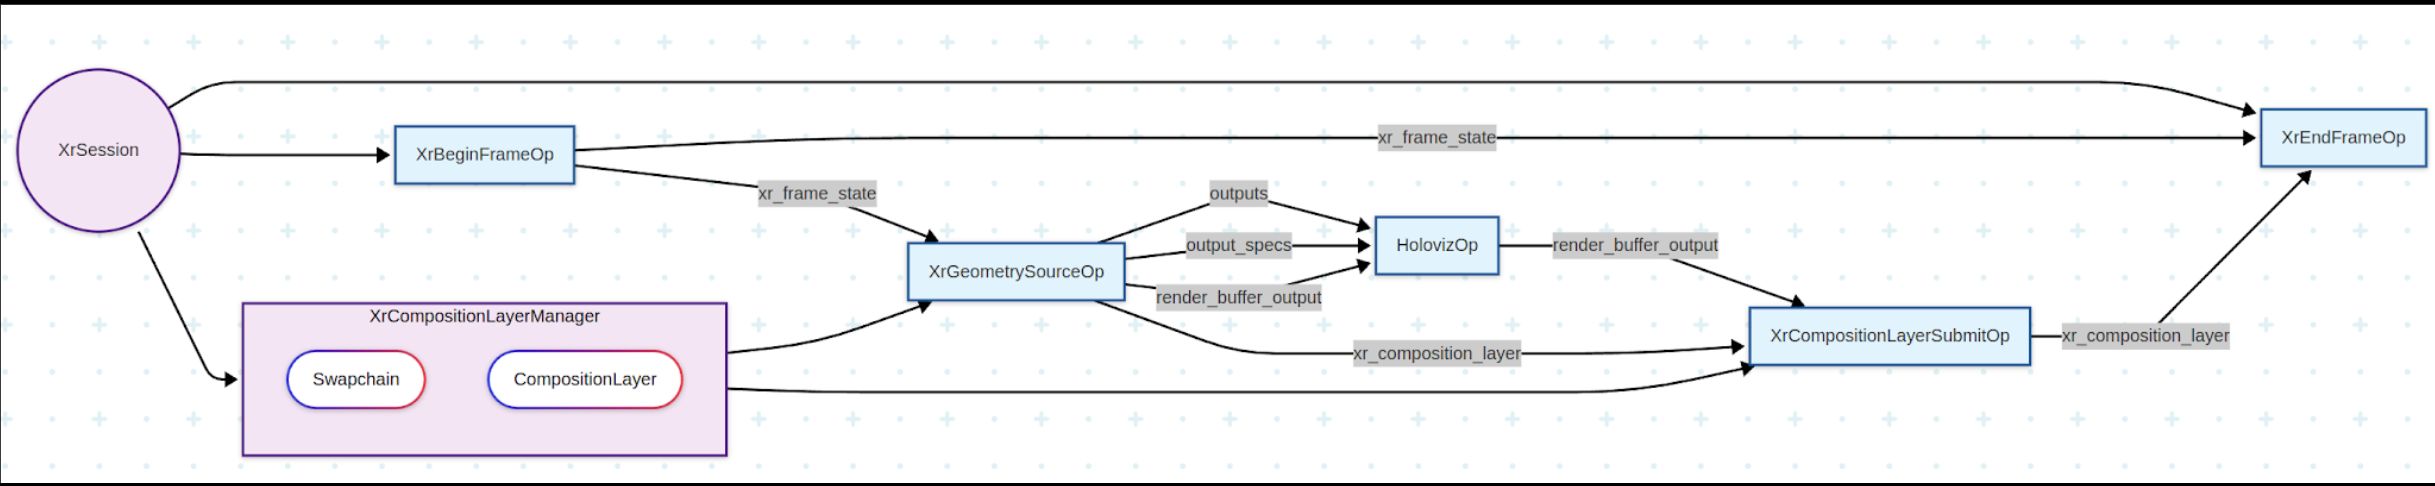 XrSession
XrBeginFrameOp
xr_frame_state
XrEndFrameOp
xr_frame_state
outputs
XrGeometrySourceOp
output_specs
HolovizOp
render_buffer_output
render_buffer_output
XrCompositionLayerManager
Swapchain
CompositionLayer
xr_composition_layer
XrCompositionLayerSubmitOp
xr_composition_layer